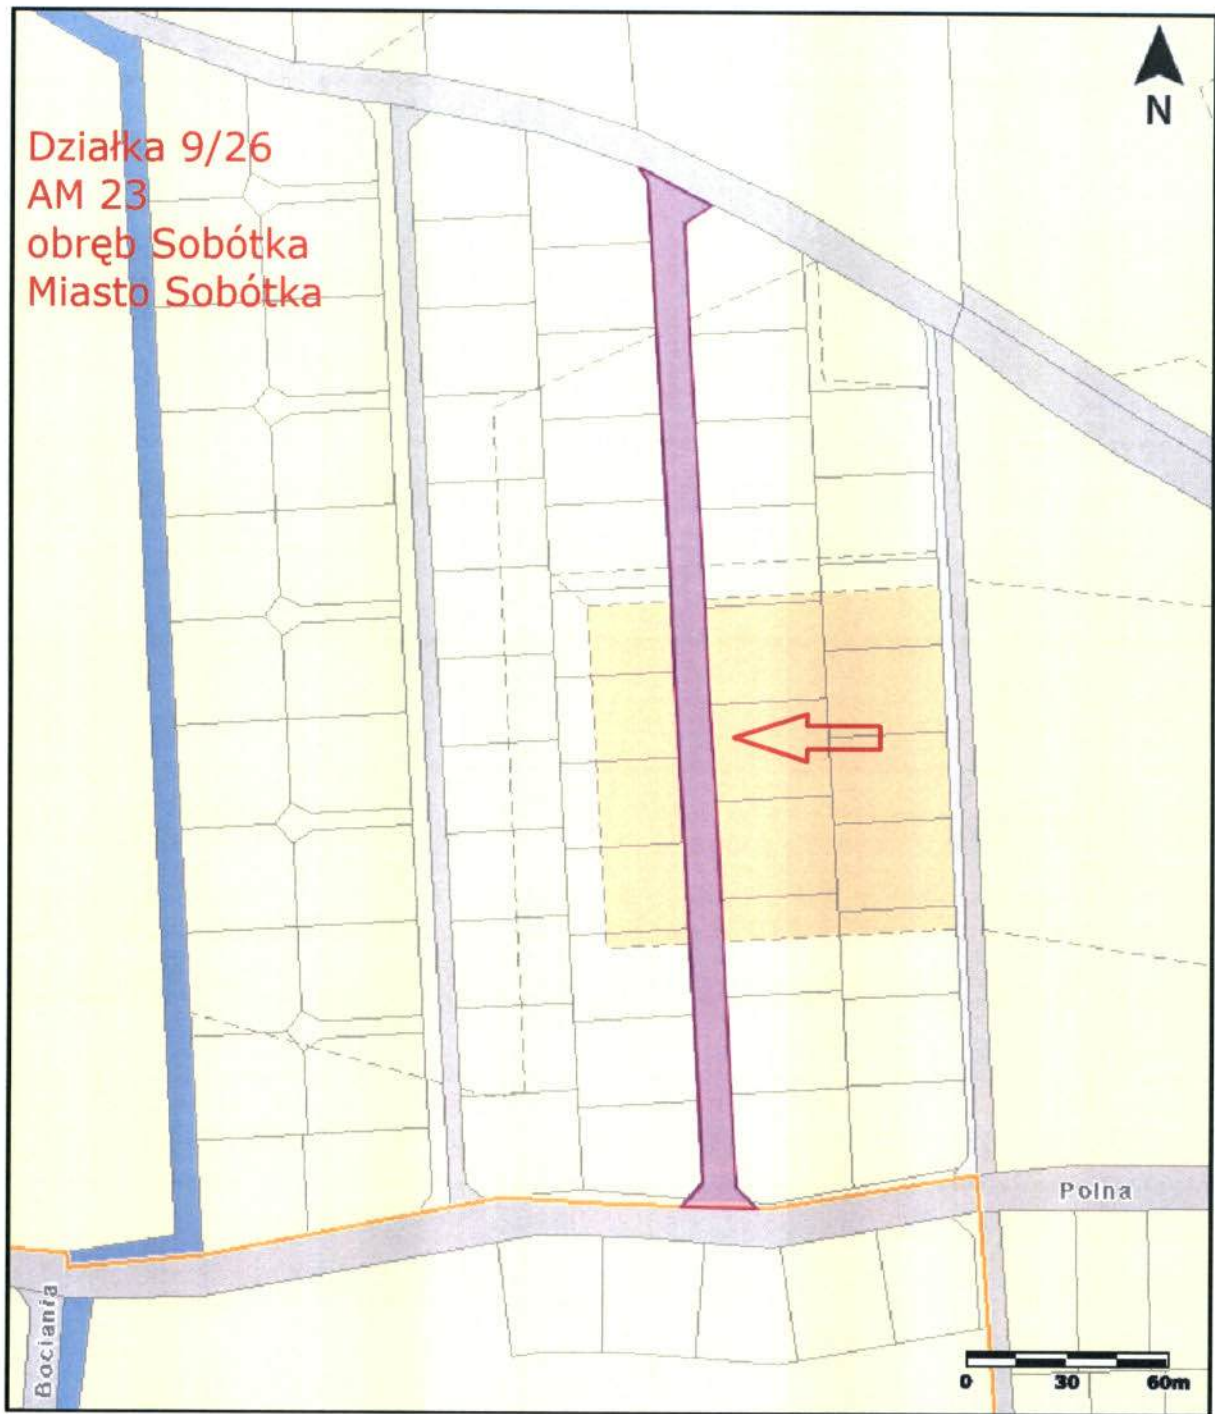 N
Działka 9/26
AM 23
obręb Sobótka
Miasto Sobótka
Polna
Bociania
0 30 60m